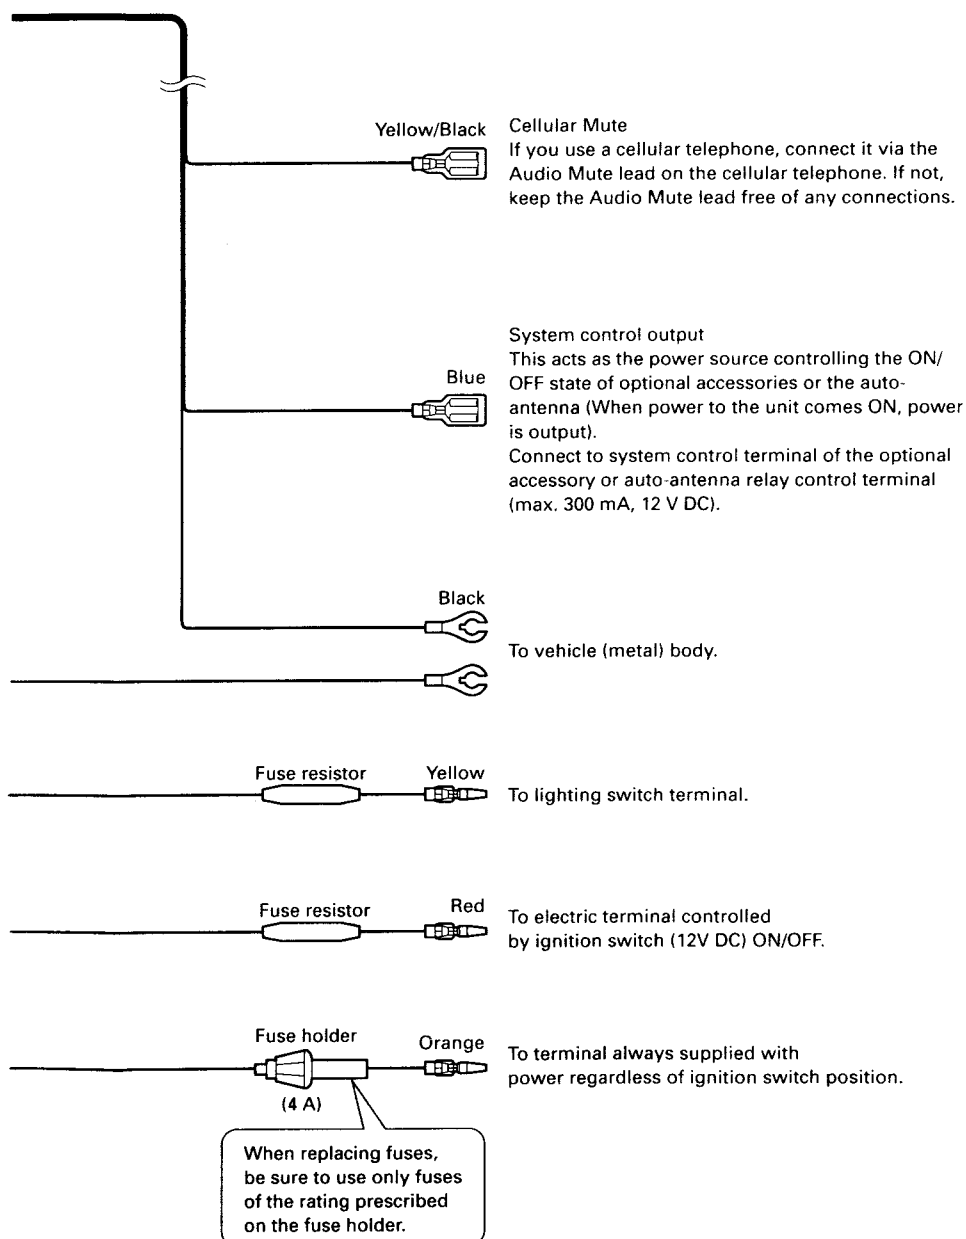 Yellow/Black
Cellular Mute
If you use a cellular telephone, connect it via the
Audio Mute lead on the cellular telephone. If not,
keep the Audio Mute lead free of any connections.
Blue
System control output
This acts as the power source controlling the ON/
OFF state of optional accessories or the auto-
antenna (When power to the unit comes ON, power
is output).
Connect to system control terminal of the optional
accessory or auto-antenna relay control terminal
(max. 300 mA, 12 V DC).
Black
To vehicle (metal) body.
Fuse resistor
Yellow
To lighting switch terminal.
Fuse resistor
Red
To electric terminal controlled
by ignition switch (12V DC) ON/OFF.
Fuse holder
Orange
(4 A)
To terminal always supplied with
power regardless of ignition switch position.
When replacing fuses,
be sure to use only fuses
of the rating prescribed
on the fuse holder.